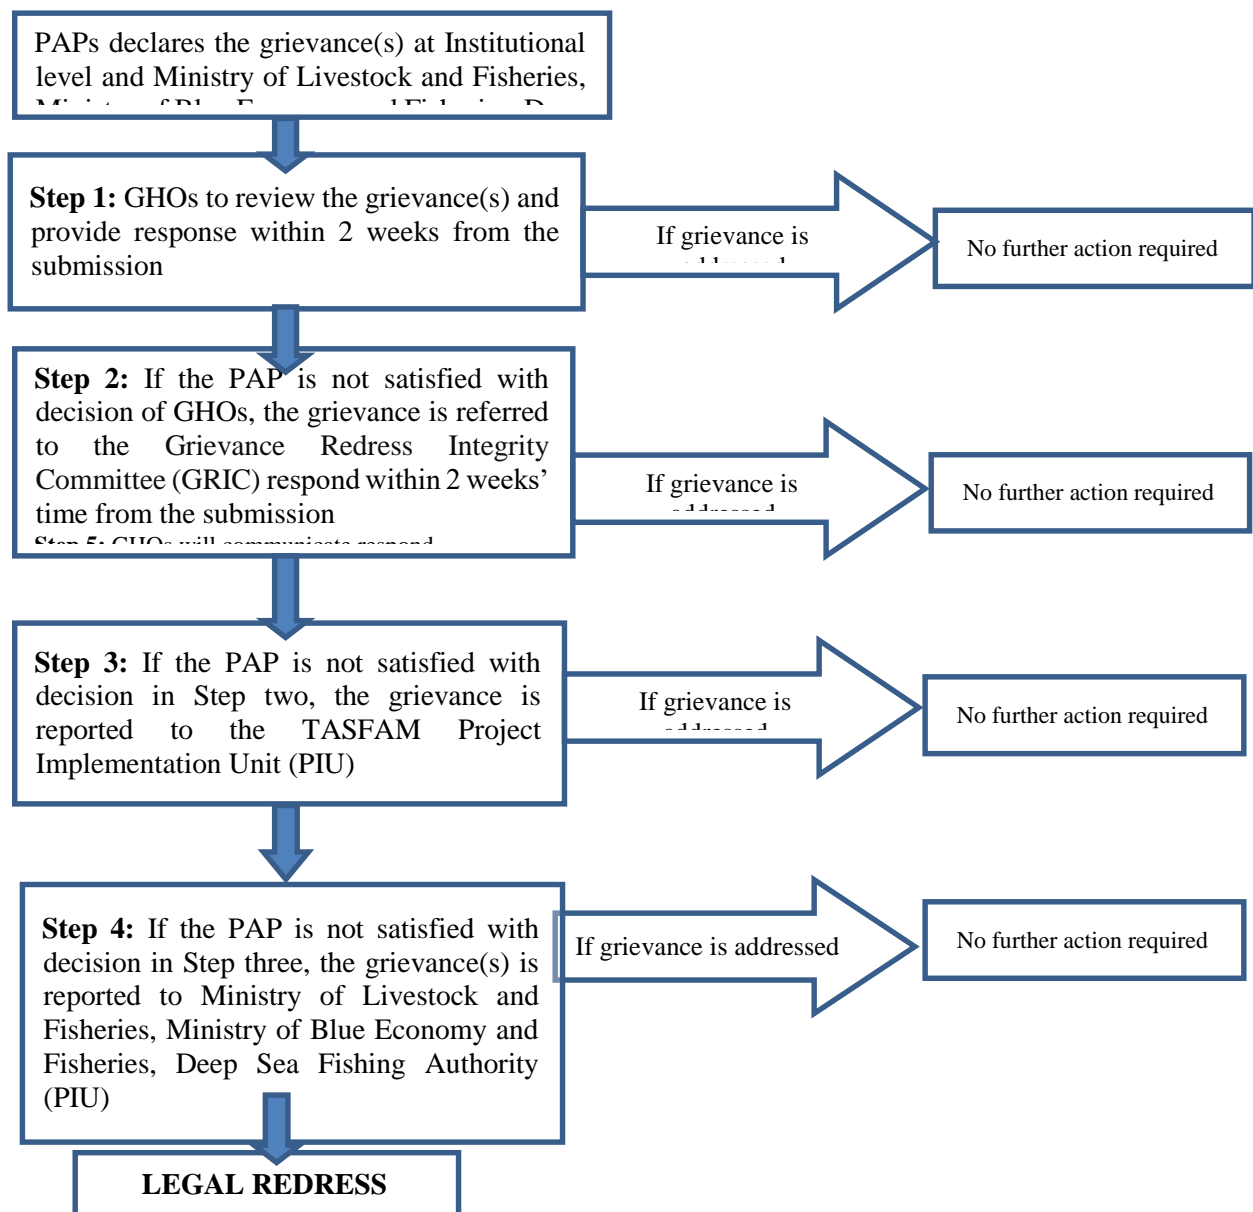 PAPs declares the grievance(s) at Institutional
level and Ministry of Livestock and Fisheries,
Step 1: GHOs to review the grievance(s) and
provide response within 2 weeks from the
submission
If grievance is
No further action required
Step 2: If the PAP is not satisfied with
decision of GHOs, the grievance is referred
to the Grievance Redress Integrity
Committee (GRIC) respond within 2 weeks’
time from the submission
Step 5: GHOs will communicate respond
If grievance is
addressed
No further action required
Step 3: If the PAP is not satisfied with
decision in Step two, the grievance is
reported to the TASFAM Project
Implementation Unit (PIU)
If grievance is
No further action required
Step 4: If the PAP is not satisfied with
decision in Step three, the grievance(s) is
reported to Ministry of Livestock and
Fisheries, Ministry of Blue Economy and
Fisheries, Deep Sea Fishing Authority
(PIU)
If grievance is addressed
No further action required
LEGAL REDRESS